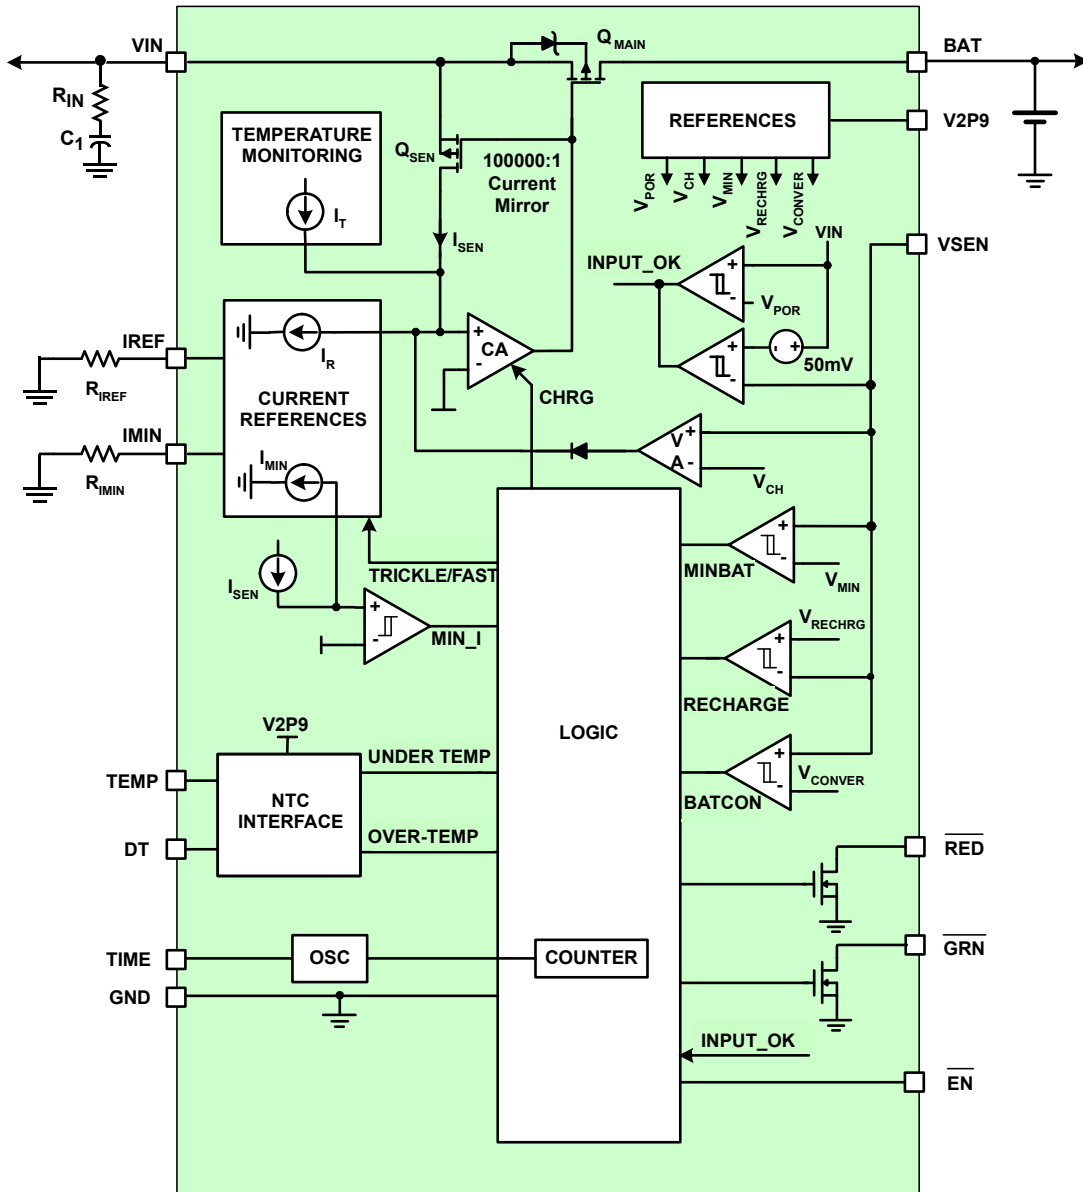 VIN
Q MAIN
BAT
RIN
C1
TEMPERATURE
MONITORING
IT
QSEN
100000:1
Current
Mirror
REFERENCES
V2P9
VPOR
VCH
VMIN
VRECHRG
VCONVER
ISEN
VIN
VSEN
INPUT_OK
+
-
VPOR
IREF
RIREF
IR
+
CA
-
- +
50mV
+
-
CURRENT
REFERENCES
CHRG
IMIN
RIMIN
IMIN
V +
A -
VCH
TRICKLE/FAST
MINBAT
+
-
VMIN
ISEN
+
-
MIN_I
VRECHRG
+
-
RECHARGE
LOGIC
V2P9
UNDER TEMP
TEMP
NTC
INTERFACE
+
-
VCONVER
BATCON
OVER-TEMP
DT
RED
TIME
OSC
COUNTER
GRN
GND
INPUT_OK
EN